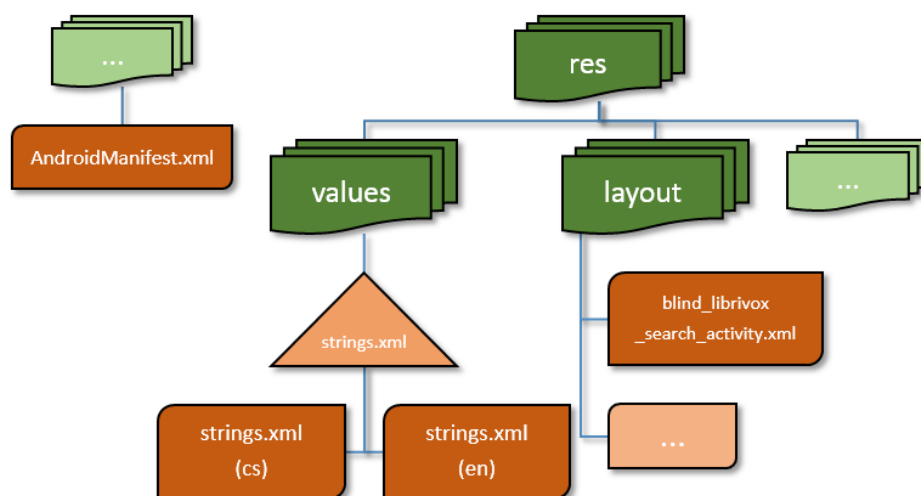 ...
res
AndroidManifest.xml
values
layout
...
strings.xml
blind_librivox
_search_activity.xml
strings.xml
(cs)
strings.xml
(en)
...